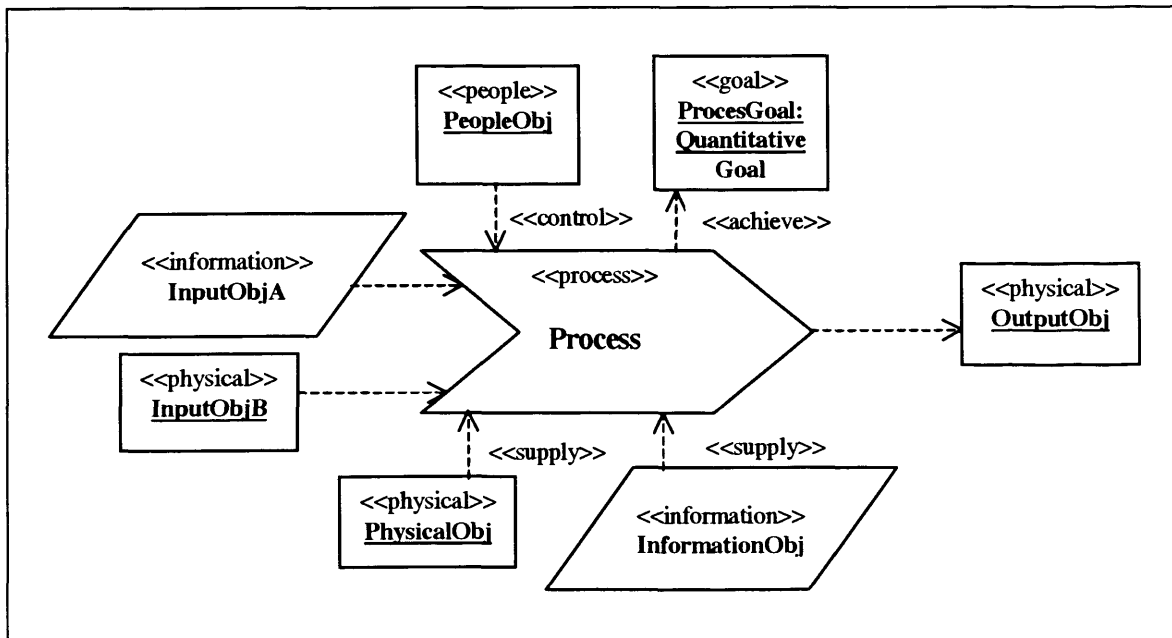 <<people>>
PeopleObj
<<goal>>
ProcesGoal:
Quantitative
Goal
<<control>>
<<achieve>>
<<information>>
InputObjA
<<process>>
Process
<<physical>>
OutputObj
<<physical>>
InputObjB
<<supply>>
<<supply>>
<<physical>>
PhysicalObj
<<information>>
InformationObj